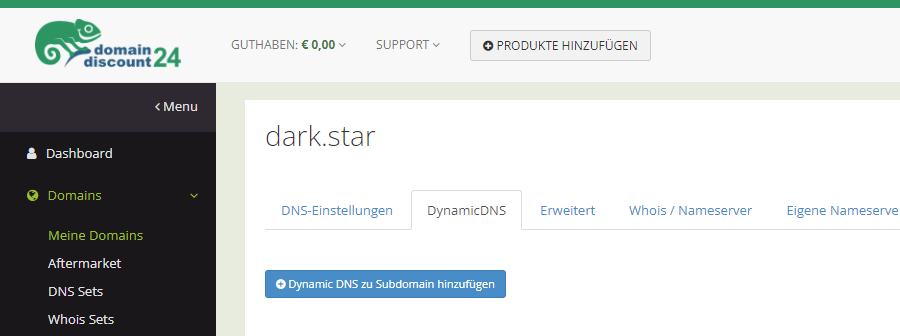 domain
discount24
GUTHABEN: € 0,00
SUPPORT
PRODUKTE HINZUFÜGEN
Menu
Dashboard
Domains
Meine Domains
Aftermarket
DNS Sets
Whois Sets
dark.star
DNS-Einstellungen
DynamicDNS
Erweitert
Whois / Nameserver
Eigene Nameserve
Dynamic DNS zu Subdomain hinzufügen